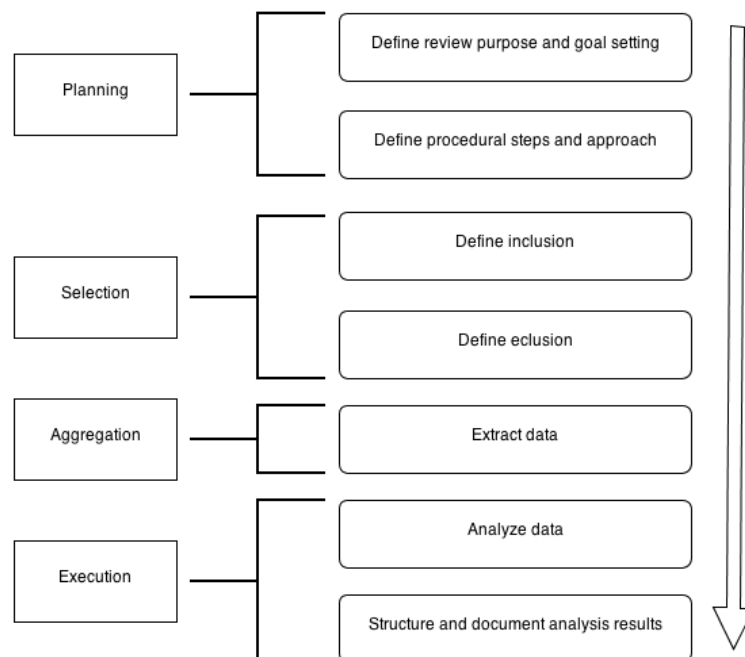 Planning
Define review purpose and goal setting
Define procedural steps and approach
Selection
Define inclusion
Define eclusion
Aggregation
Extract data
Execution
Analyze data
Structure and document analysis results